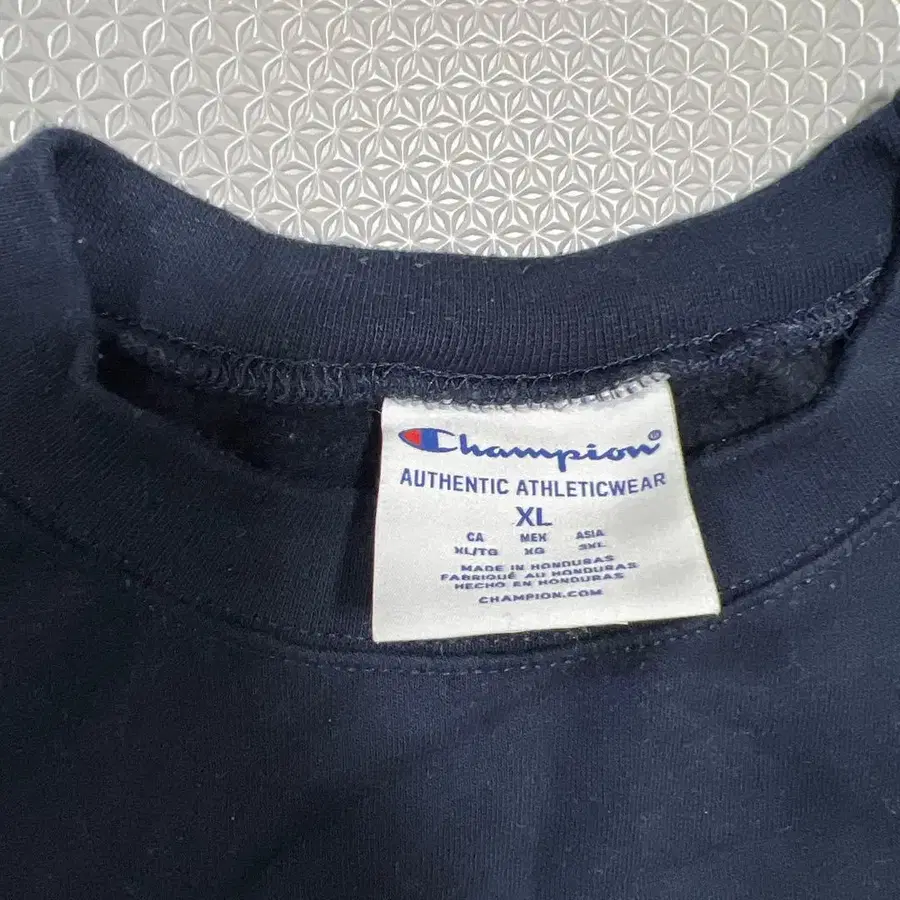 Champion®
AUTHENTIC ATHLETICWEAR
XL
CA MEX ASIA
XL/TG XG 2XL
MADE IN HONDURAS
FABRIQUÉ AU HONDURAS
HECHO EN HONDURAS
CHAMPION.COM